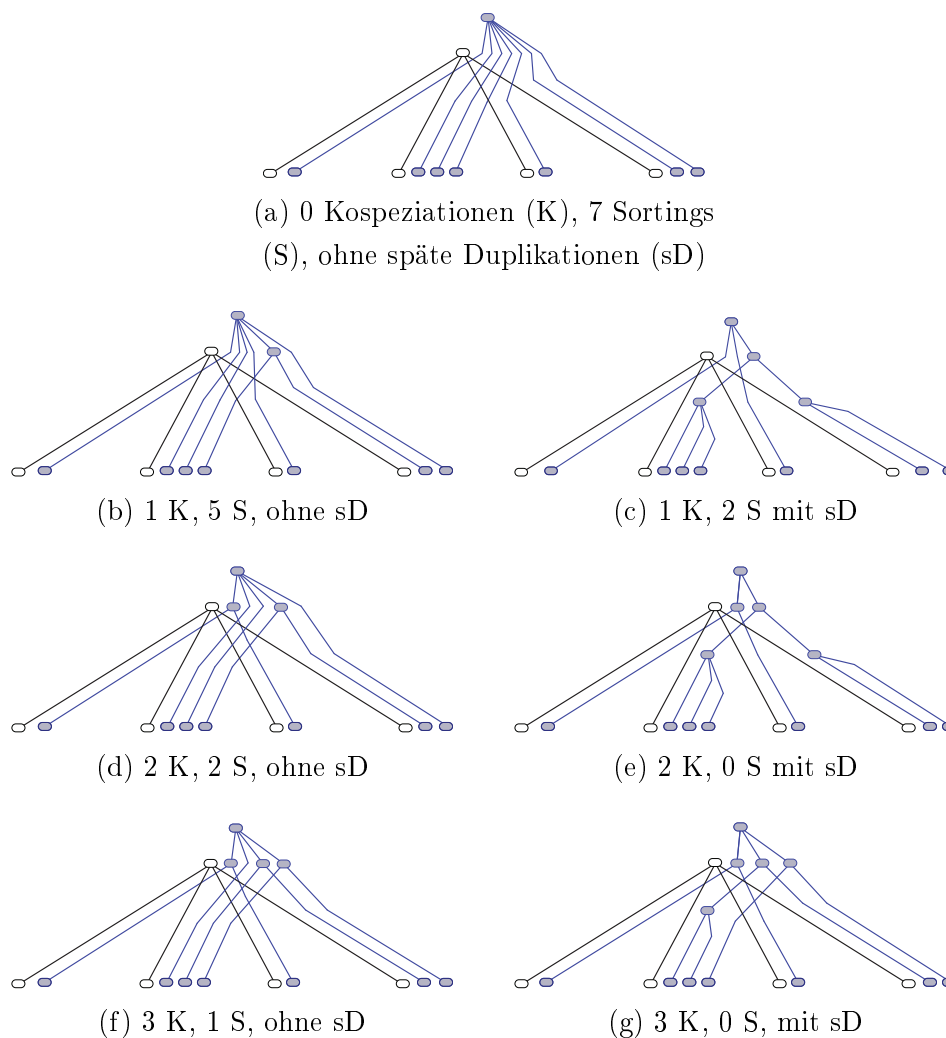 (a) 0 Kospeziationen (K), 7 Sortings
(S), ohne späte Duplikationen (sD)
(b) 1 K, 5 S, ohne sD
(c) 1 K, 2 S mit sD
(d) 2 K, 2 S, ohne sD
(e) 2 K, 0 S mit sD
(f) 3 K, 1 S, ohne sD
(g) 3 K, 0 S, mit sD